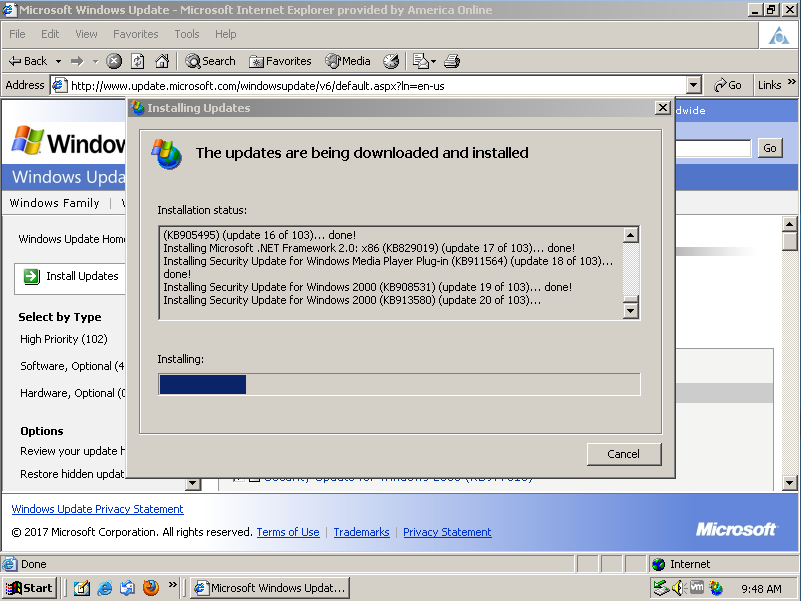 Microsoft Windows Update - Microsoft Internet Explorer provided by America Online
File Edit View Favorites Tools Help
Back Search Favorites Media
Address http://www.update.microsoft.com/windowsupdate/v6/default.aspx?ln=en-us Go Links »
Installing Updates
dwide
Window
Go
Windows Upda
Windows Family
Windows Update Home
Install Updates
Select by Type
High Priority (102)
Software, Optional (4
Hardware, Optional (0
Options
Review your update h
Restore hidden updat
The updates are being downloaded and installed
Installation status:
(KB905495) (update 16 of 103)... done!
Installing Microsoft .NET Framework 2.0: x86 (KB829019) (update 17 of 103)... done!
Installing Security Update for Windows Media Player Plug-in (KB911564) (update 18 of 103)...
done!
Installing Security Update for Windows 2000 (KB908531) (update 19 of 103)... done!
Installing Security Update for Windows 2000 (KB913580) (update 20 of 103)...
Installing:
Cancel
Windows Update Privacy Statement
© 2017 Microsoft Corporation. All rights reserved. Terms of Use | Trademarks | Privacy Statement
Microsoft
Done
Internet
Start » Microsoft Windows Updat... vm 9:48 AM